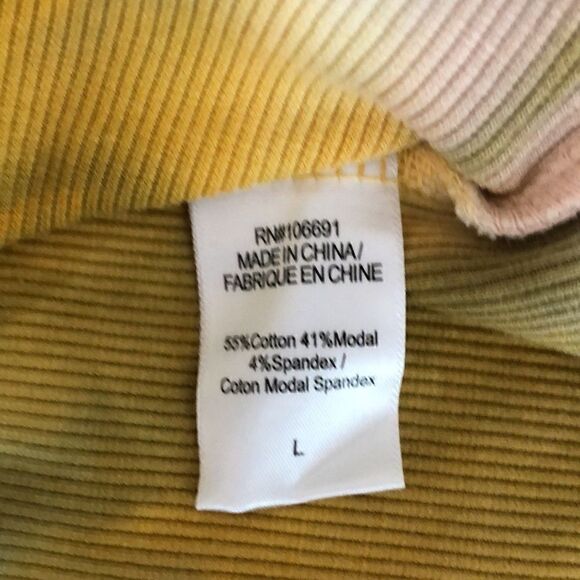 RN#106691
MADE IN CHINA/
FABRIQUE EN CHINE
55%Cotton 41%Modal
4%Spandex /
Coton Modal Spandex
L